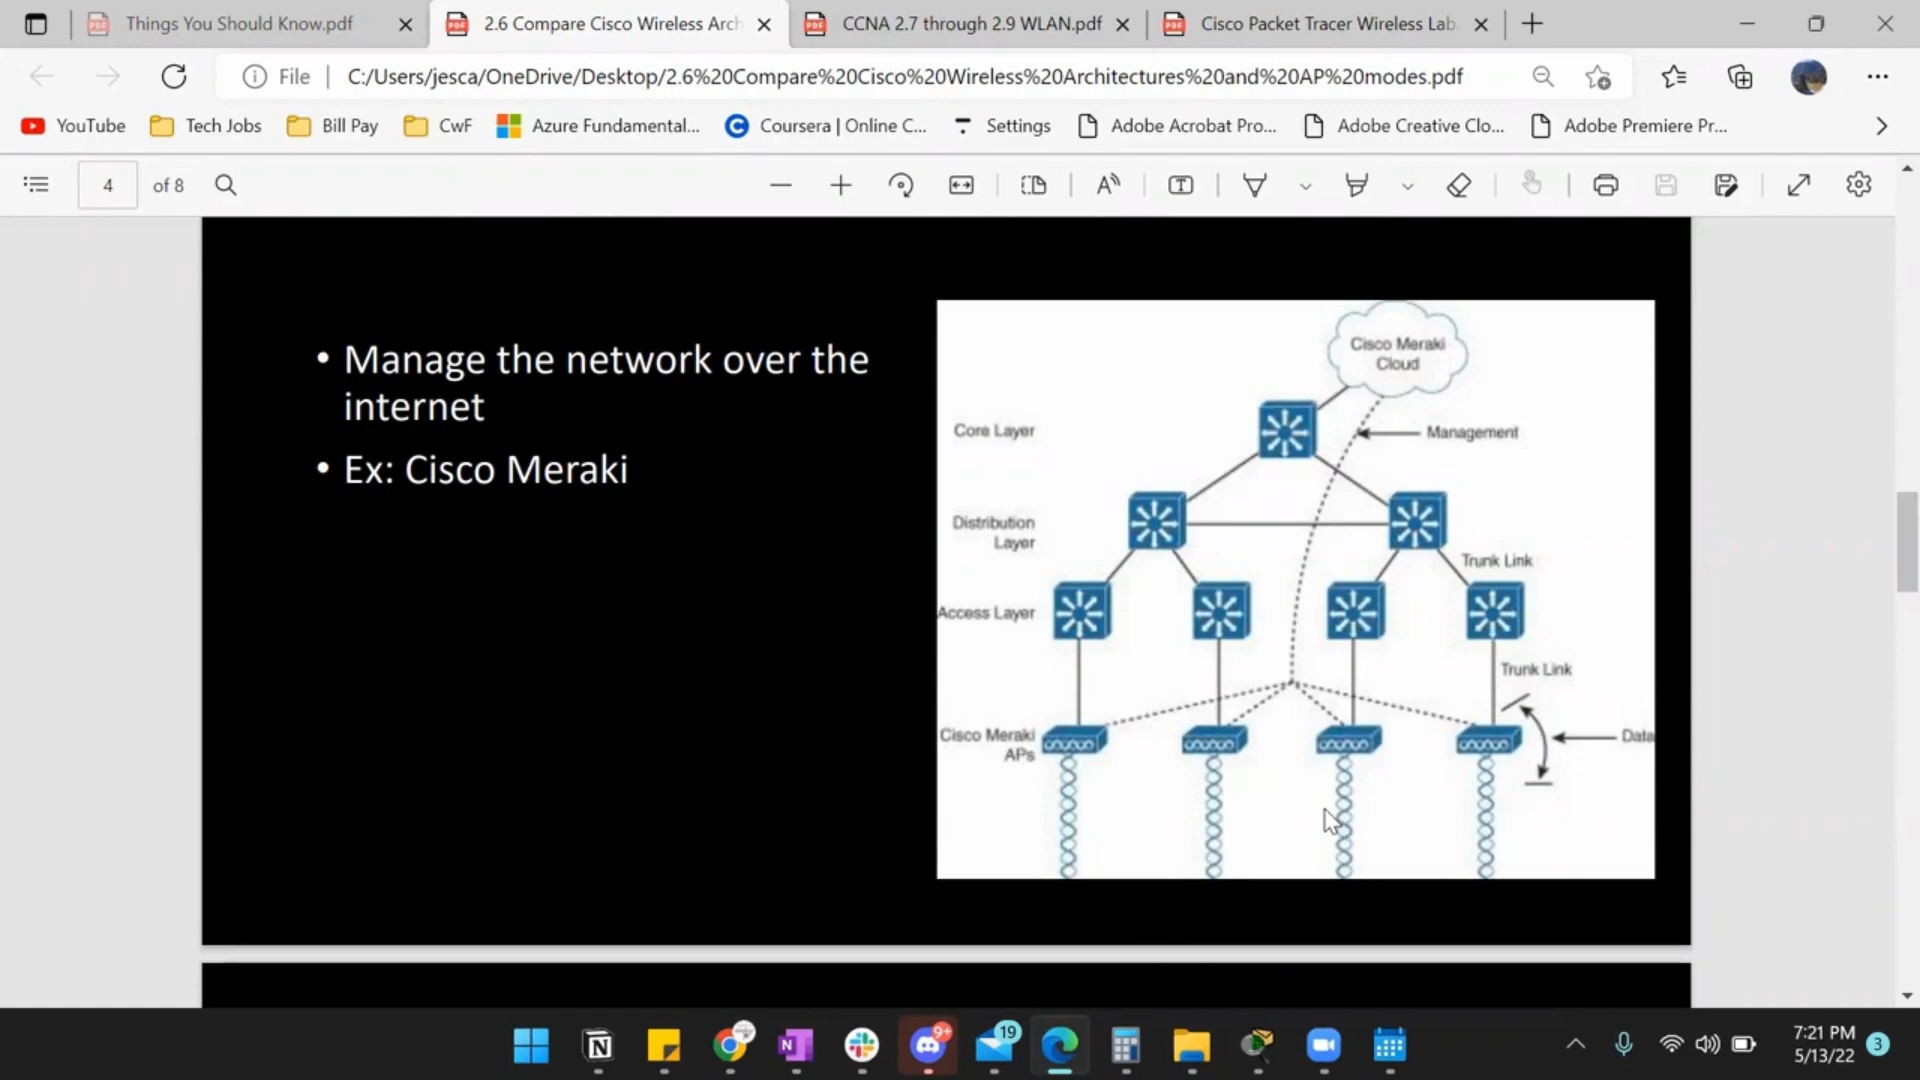 Things You Should Know.pdf
2.6 Compare Cisco Wireless Arch
CCNA 2.7 through 2.9 WLAN.pdf
Cisco Packet Tracer Wireless Lab.
File
C:/Users/jesca/OneDrive/Desktop/2.6%20Compare%20Cisco%20Wireless%20Architectures%20and%20AP%20modes.pdf
YouTube
Tech Jobs
Bill Pay
CwF
Azure Fundamental...
Coursera | Online C...
Settings
Adobe Acrobat Pro...
Adobe Creative Clo...
Adobe Premiere Pr...
4
of 8
• Manage the network over the
internet
• Ex: Cisco Meraki
Cisco Meraki
Cloud
Core Layer
Management
Distribution
Layer
Trunk Link
Access Layer
Trunk Link
Cisco Meraki
APs
Data
9+
19
7:21 PM
5/13/22
3